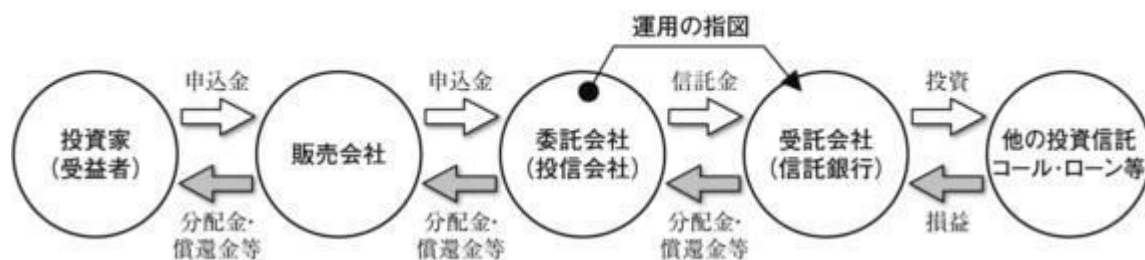 運用の指図
申込金
申込金
信託金
投資
投資家
(受益者)
販売会社
委託会社
(投信会社)
受託会社
(信託銀行)
他の投資信託
コール・ローン等
分配金・
償還金等
分配金・
償還金等
分配金・
償還金等
損益